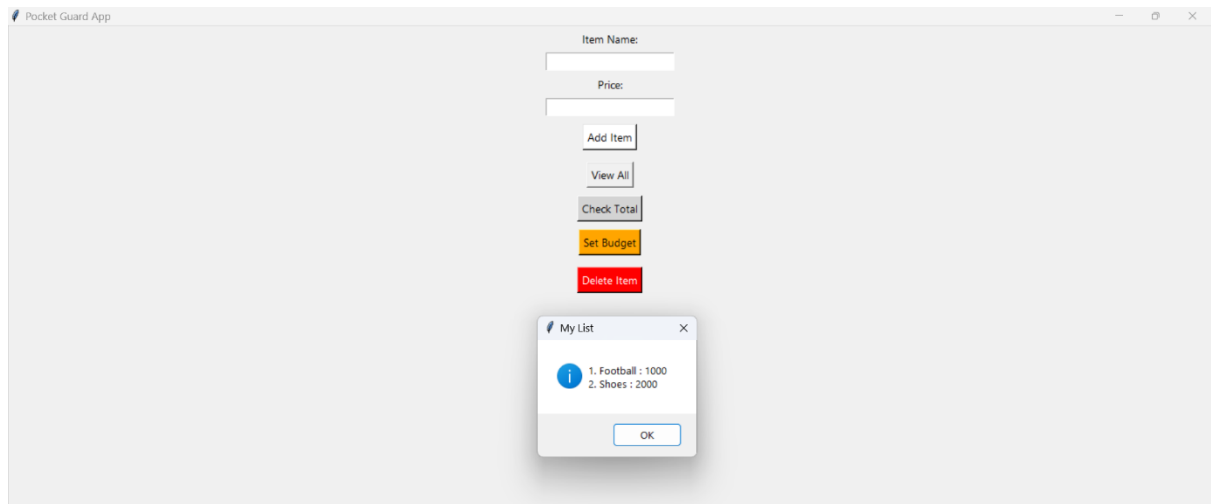 Pocket Guard App
Item Name:
Price:
Add Item
View All
Check Total
Set Budget
Delete Item
My List
1. Football : 1000
2. Shoes : 2000
OK